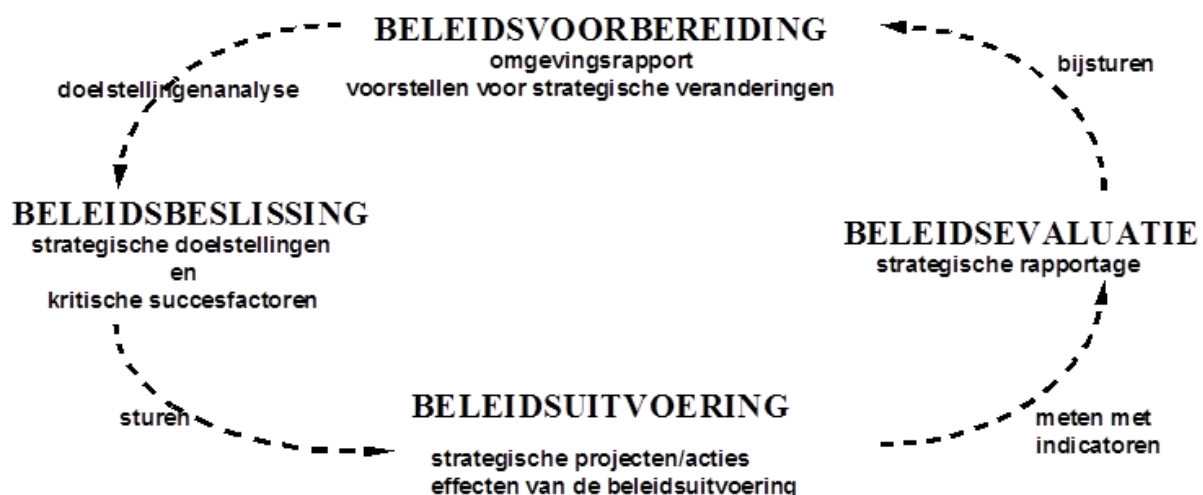 BELEIDSVOORBEREIDING
omgevingsrapport
voorstellen voor strategische veranderingen
doelstellingenanalyse
BELEIDSBESLISSING
strategische doelstellingen
en
kritische succesfactoren
sturen
BELEIDSUITVOERING
strategische projecten/acties
effecten van de beleidsuitvoering
meten met
indicatoren
BELEIDSEVALUATIE
strategische rapportage
bijsturen